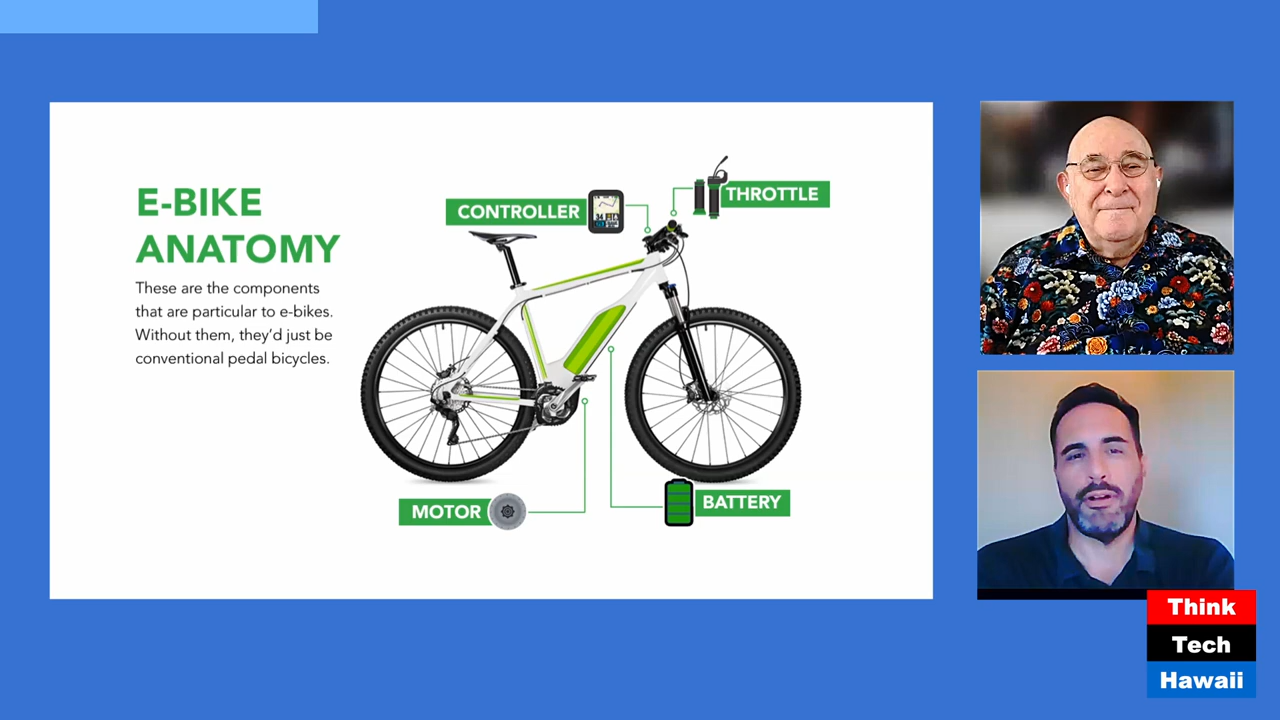 E-BIKE
ANATOMY
These are the components
that are particular to e-bikes.
Without them, they'd just be
conventional pedal bicycles.
CONTROLLER
THROTTLE
MOTOR
BATTERY
Think
Tech
Hawaii